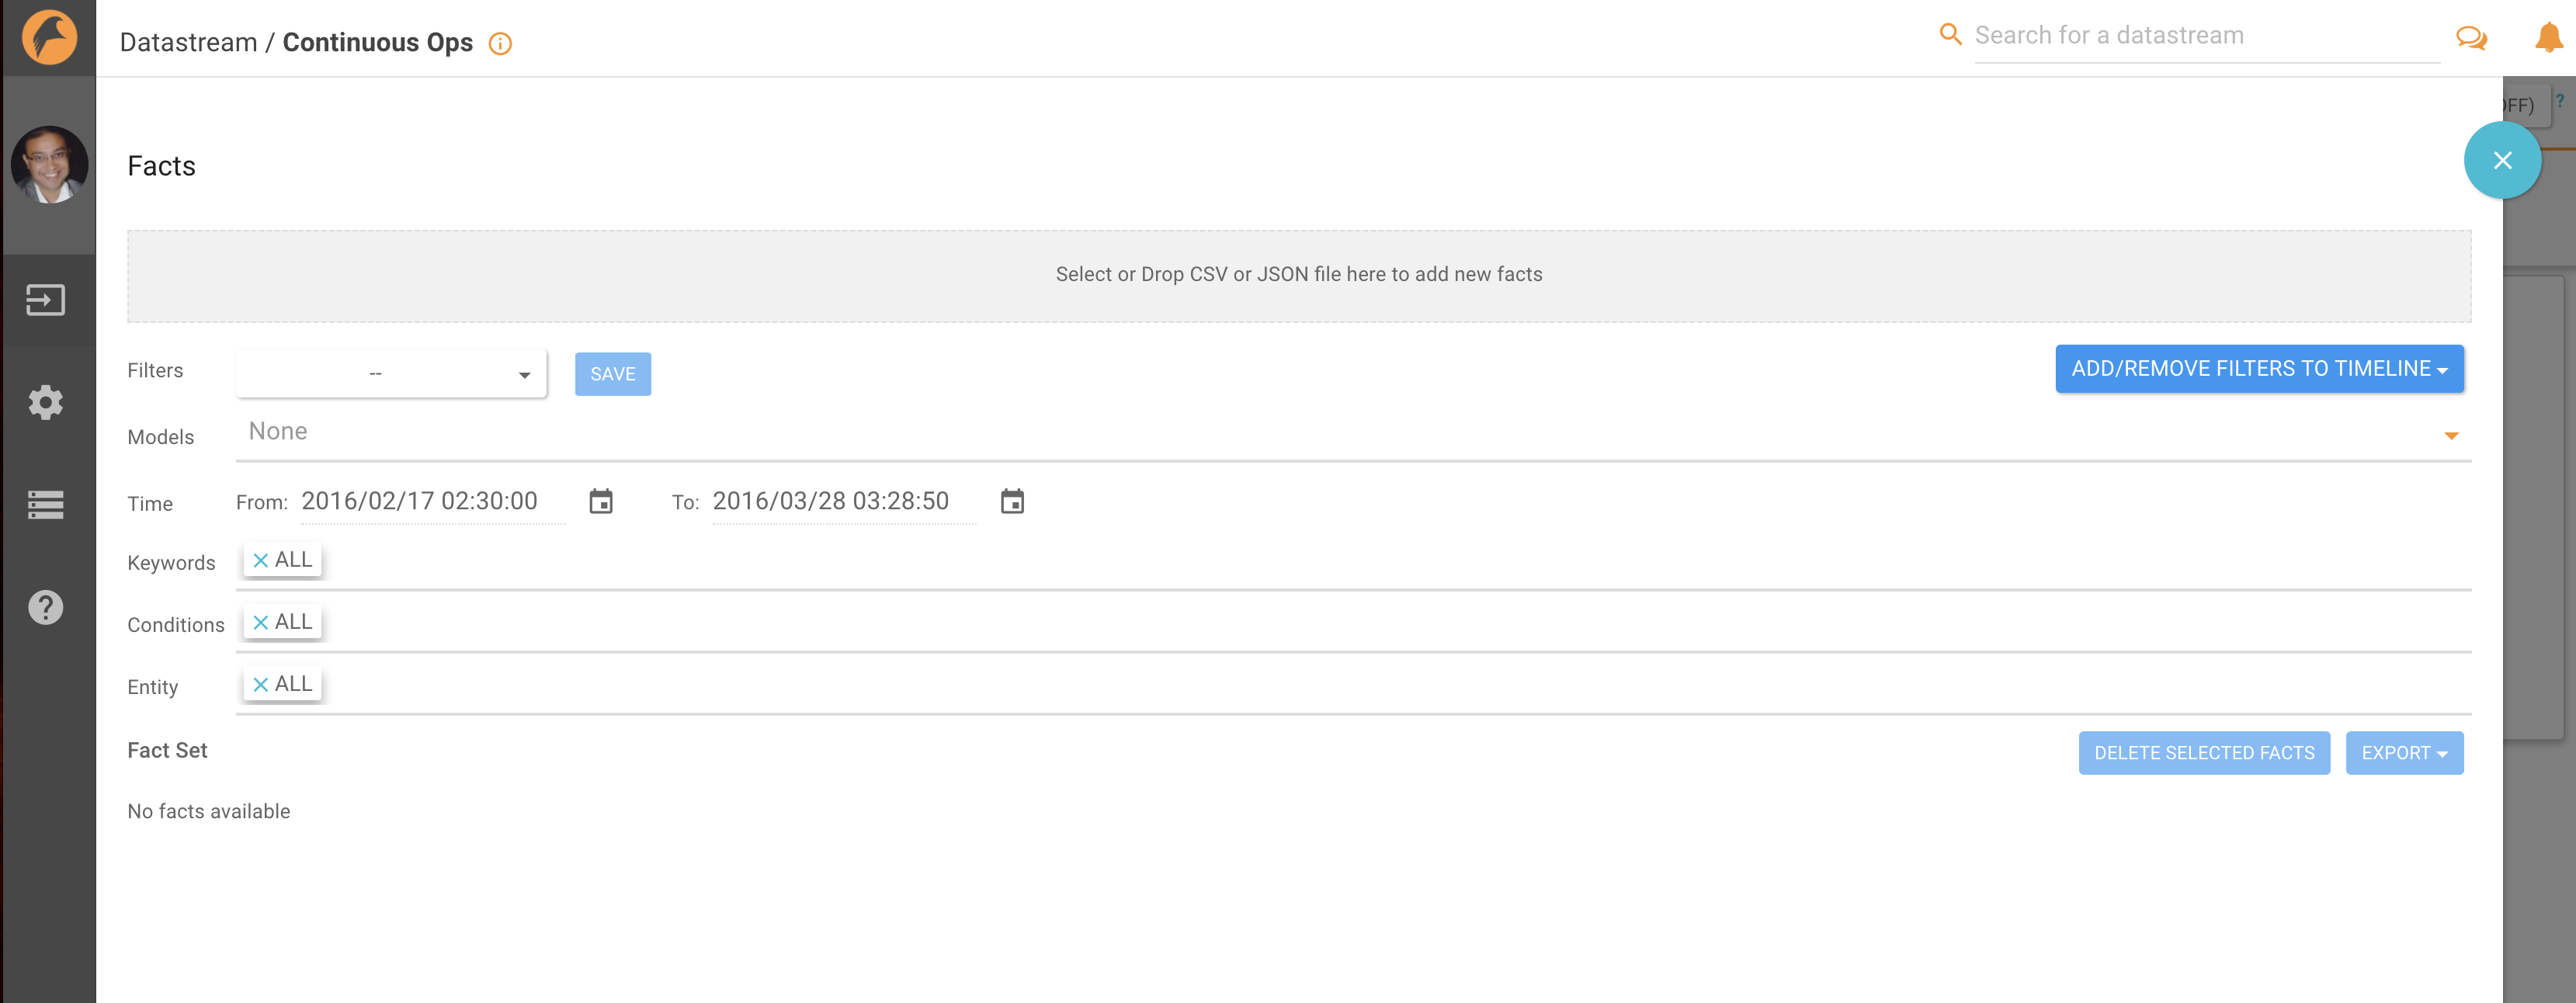 Datastream / Continuous Ops
Search for a datastream
OFF) ?
Facts
Select or Drop CSV or JSON file here to add new facts
Filters -- SAVE ADD/REMOVE FILTERS TO TIMELINE
Models None
Time From: 2016/02/17 02:30:00 To: 2016/03/28 03:28:50
Keywords ALL
Conditions ALL
Entity ALL
Fact Set DELETE SELECTED FACTS EXPORT
No facts available